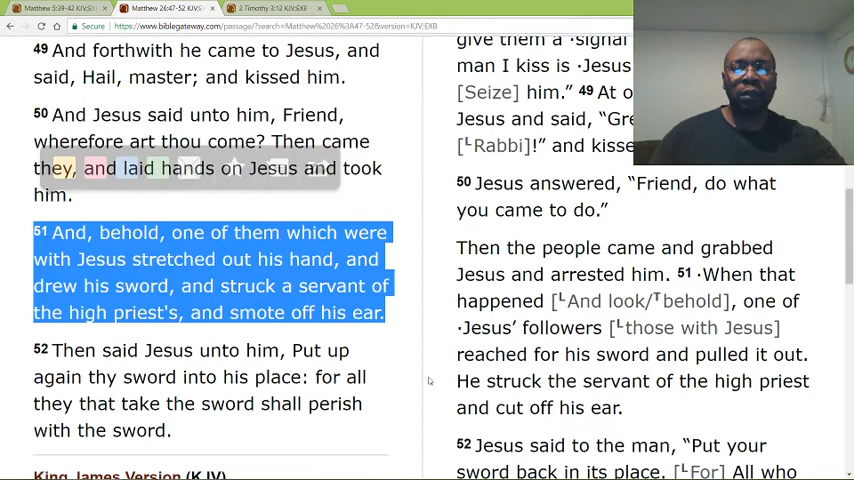 Matthew 5:39-42 KJV;EXB
Matthew 26:47-52 KJV;EXB
2 Timothy 3:12 KJV;EXB
Secure
https://www.biblegateway.com/passage/?search=Matthew%2026%3A47-52&version=KJV;EXB
49 And forthwith he came to Jesus, and
said, Hail, master; and kissed him.
50 And Jesus said unto him, Friend,
wherefore art thou come? Then came
they, and laid hands on Jesus and took
him.
51 And, behold, one of them which were
with Jesus stretched out his hand, and
drew his sword, and struck a servant of
the high priest's, and smote off his ear.
52 Then said Jesus unto him, Put up
again thy sword into his place: for all
they that take the sword shall perish
with the sword.
King James Version (KJV)
give them a ·signal
man I kiss is ·Jesus
[Seize] him.” 49 At o
Jesus and said, “Gre
[LRabbi]!” and kisse
50 Jesus answered, “Friend, do what
you came to do.”
Then the people came and grabbed
Jesus and arrested him. 51 ·When that
happened [LAnd look/Tbehold], one of
·Jesus’ followers [Lthose with Jesus]
reached for his sword and pulled it out.
He struck the servant of the high priest
and cut off his ear.
52 Jesus said to the man, “Put your
sword back in its place. [LFor] All who